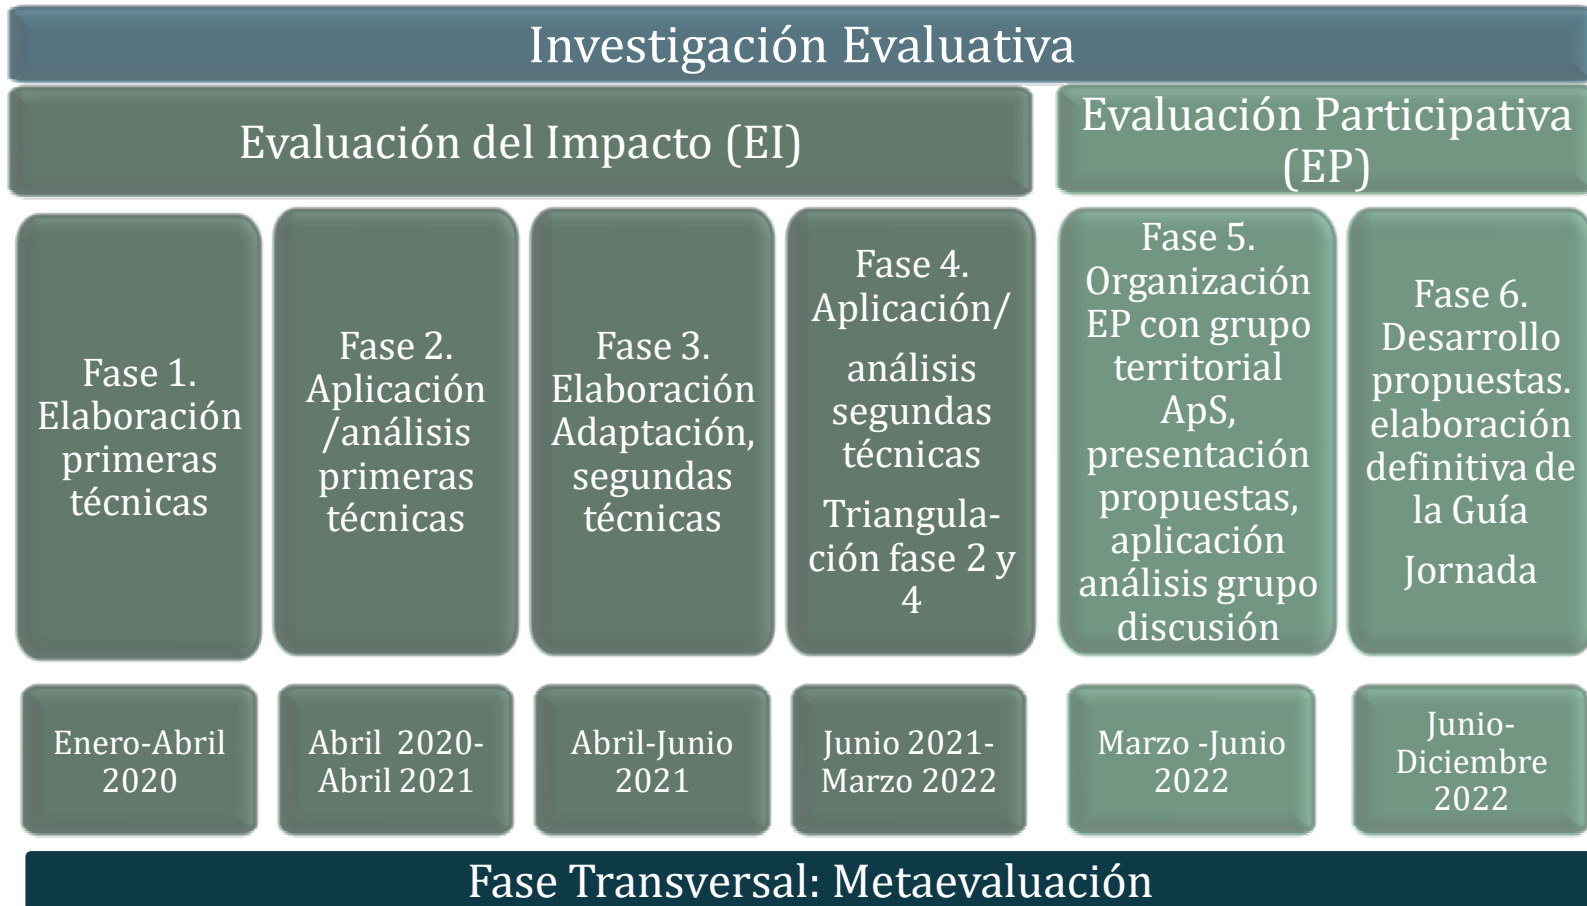 Investigación Evaluativa
Evaluación del Impacto (EI)
Evaluación Participativa
(EP)
Fase 1.
Elaboración
primeras
técnicas
Fase 2.
Aplicación
/análisis
primeras
técnicas
Fase 3.
Elaboración
Adaptación,
segundas
técnicas
Fase 4.
Aplicación/
análisis
segundas
técnicas
Triangula-
ción fase 2 y
4
Fase 5.
Organización
EP con grupo
territorial
ApS,
presentación
propuestas,
aplicación
análisis grupo
discusión
Fase 6.
Desarrollo
propuestas.
elaboración
definitiva de
la Guía
Jornada
Enero-Abril
2020
Abril 2020-
Abril 2021
Abril-Junio
2021
Junio 2021-
Marzo 2022
Marzo -Junio
2022
Junio-
Diciembre
2022
Fase Transversal: Metaevaluación